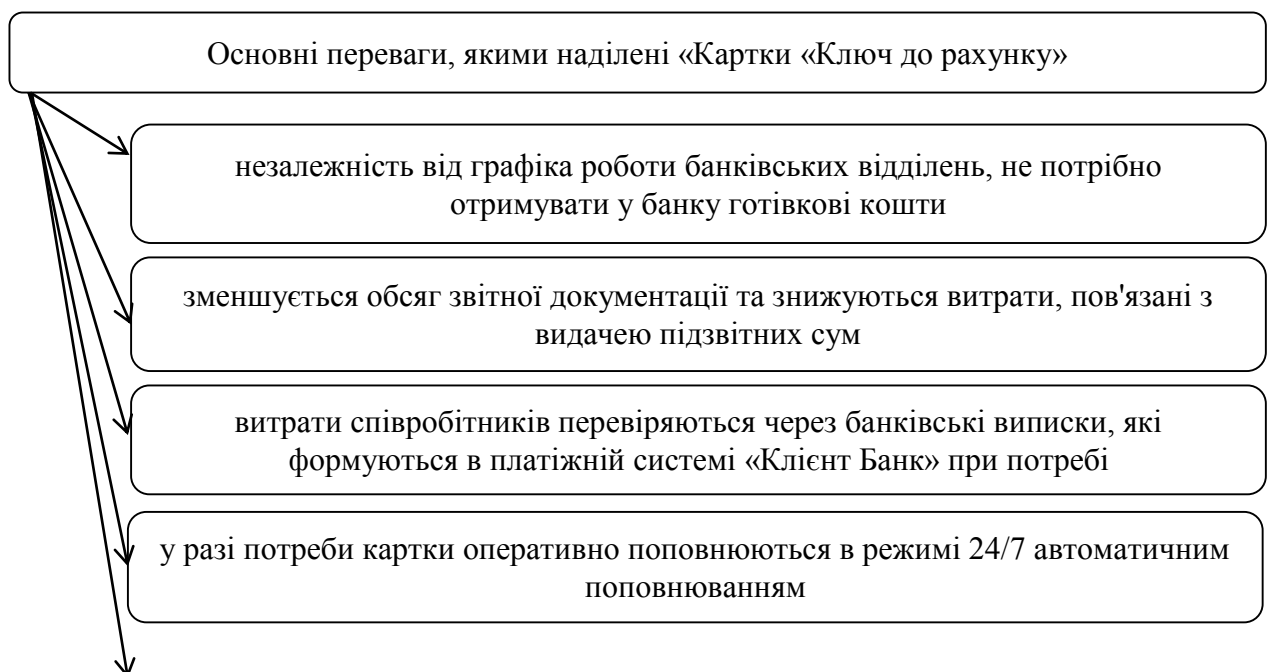 Основні переваги, якими наділені «Картки «Ключ до рахунку»
незалежність від графіка роботи банківських відділень, не потрібно
отримувати у банку готівкові кошти
зменшується обсяг звітної документації та знижуються витрати, пов'язані з
видачею підзвітних сум
витрати співробітників перевіряються через банківські виписки, які
формуються в платіжній системі «Клієнт Банк» при потребі
у разі потреби картки оперативно поповнюються в режимі 24/7 автоматичним
поповнюванням